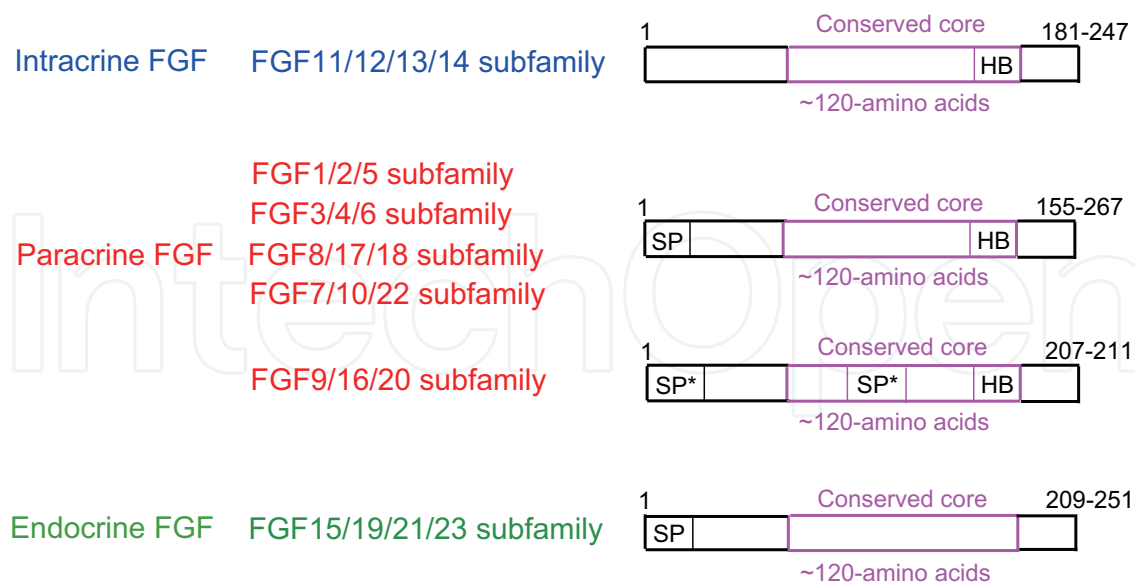 1 Conserved core 181-247
Intracrine FGF FGF11/12/13/14 subfamily HB
~120-amino acids
FGF1/2/5 subfamily
FGF3/4/6 subfamily
1 Conserved core 155-267
Paracrine FGF FGF8/17/18 subfamily SP HB
FGF7/10/22 subfamily ~120-amino acids
1 Conserved core 207-211
FGF9/16/20 subfamily SP* SP* HB
~120-amino acids
1 Conserved core 209-251
Endocrine FGF FGF15/19/21/23 subfamily SP
~120-amino acids
IntechOpen